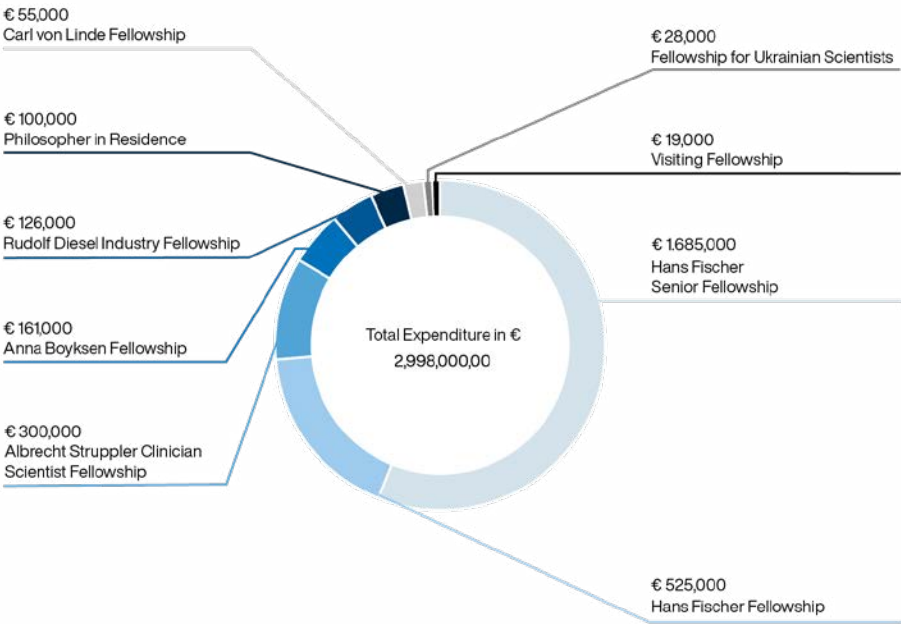 € 55,000
Carl von Linde Fellowship
€ 28,000
Fellowship for Ukrainian Scientists
€ 100,000
Philosopher in Residence
€ 19,000
Visiting Fellowship
€ 126,000
Rudolf Diesel Industry Fellowship
€ 1.685,000
Hans Fischer
Senior Fellowship
€ 161,000
Anna Boyksen Fellowship
Total Expenditure in €
2,998,000,00
€ 300,000
Albrecht Struppler Clinician
Scientist Fellowship
€ 525,000
Hans Fischer Fellowship